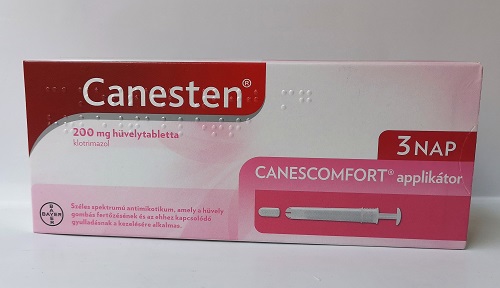 Canesten®
200 mg hüvelytabletta
klotrimazol
3 NAP
CANESCOMFORT® applikátor
Széles spektrumú antimikotikum, amely a hüvely
gombás fertőzésének és az ahhoz kapcsolódó
gyulladásnak a kezelésére alkalmas.
BAYER
BAYER